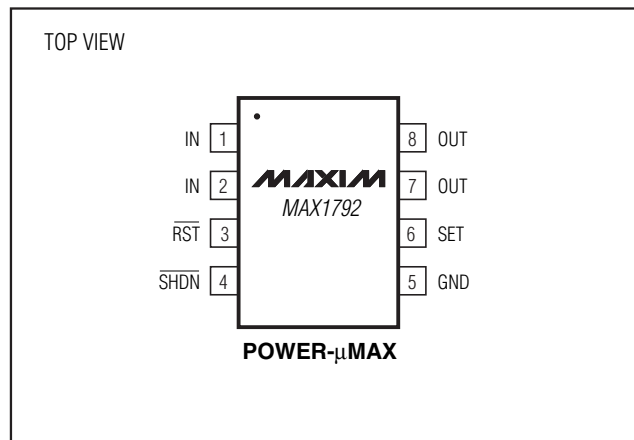 TOP VIEW
IN 1
IN 2
RST 3
SHDN 4
MAXIM
MAX1792
8 OUT
7 OUT
6 SET
5 GND
POWER-µMAX